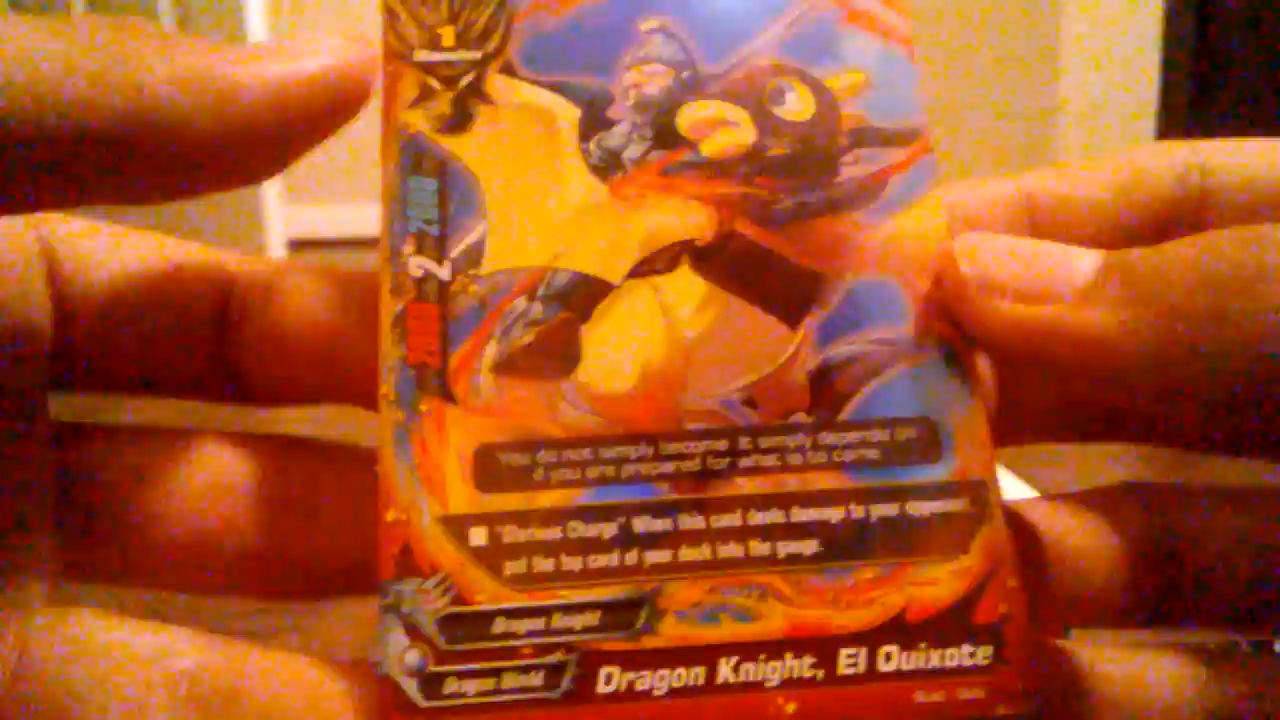 1
2
You do not simply become. It simply depends on
if you are prepared for what is to come
"Glorious Charge" When this card deals damage to your opponent
put the top card of your deck into the gauge.
Dragon Knight
Dragon World
Dragon Knight, El Quixote